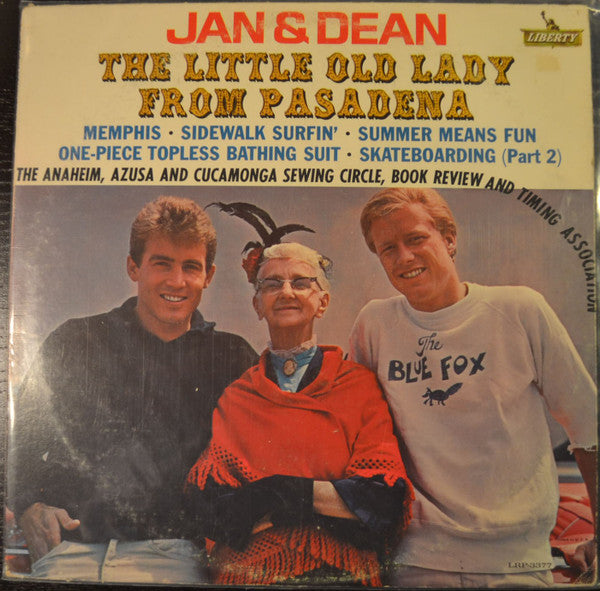 JAN & DEAN
LIBERTY
THE LITTLE OLD LADY
FROM PASADENA
MEMPHIS · SIDEWALK SURFIN' · SUMMER MEANS FUN
ONE-PIECE TOPLESS BATHING SUIT · SKATEBOARDING (Part 2)
THE ANAHEIM, AZUSA AND CUCAMONGA SEWING CIRCLE, BOOK REVIEW AND TIMING ASSOCIATION
The
BLUE FOX
LRP-3377